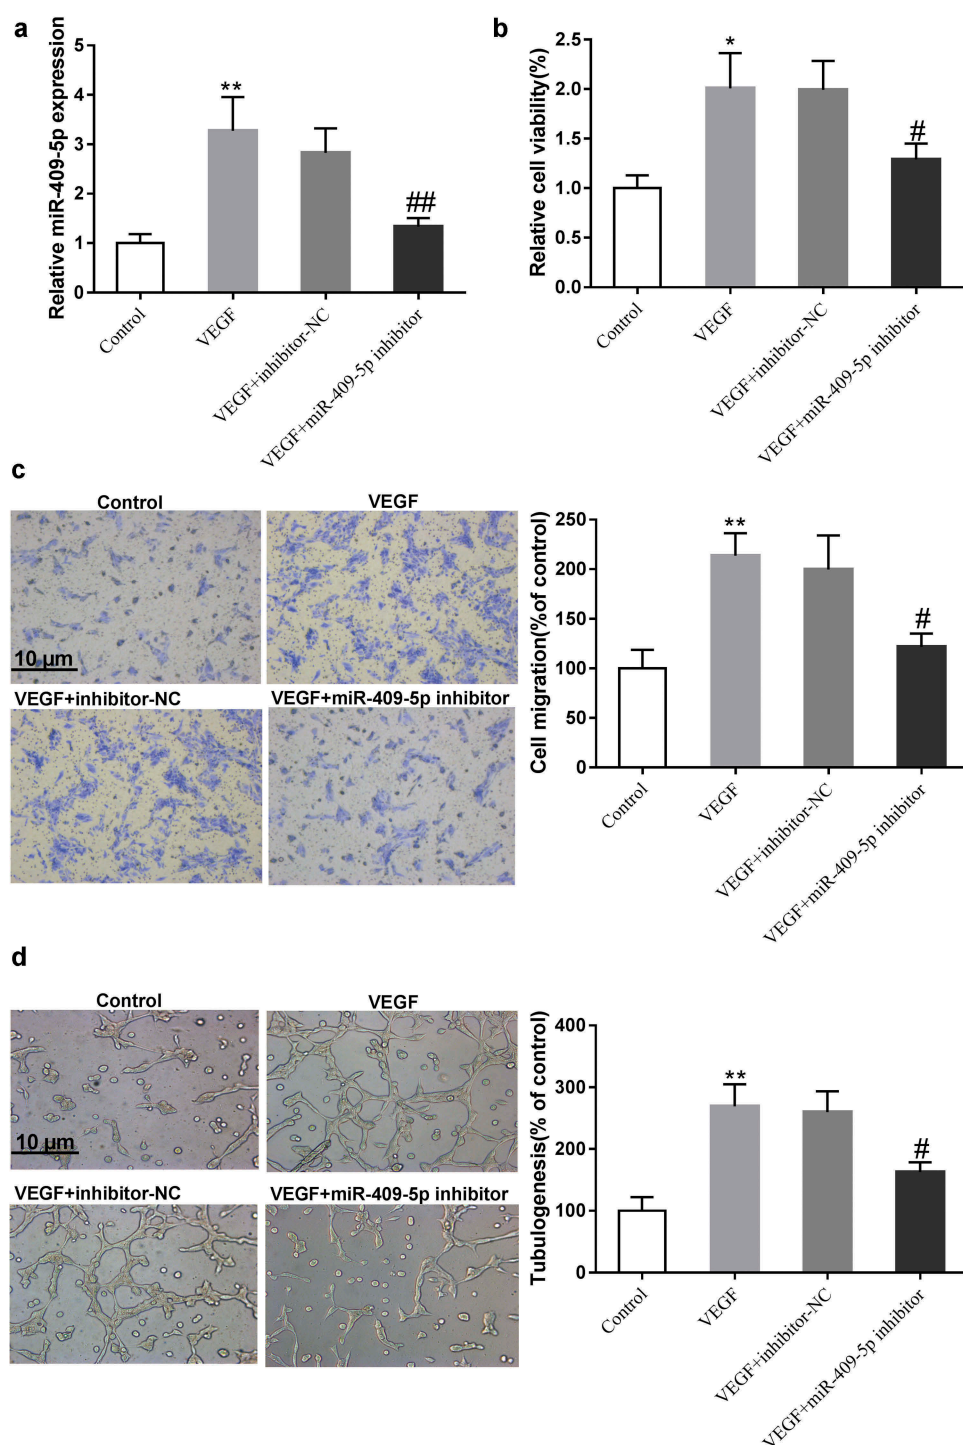 a
Relative miR-409-5p expression
5
4
3
2
1
0
**
##
Control
VEGF
VEGF+inhibitor-NC
VEGF+miR-409-5p inhibitor
b
Relative cell viability(%)
2.5
2.0
1.5
1.0
0.5
0.0
*
#
Control
VEGF
VEGF+inhibitor-NC
VEGF+miR-409-5p inhibitor
c
Control
VEGF
10 μm
VEGF+inhibitor-NC
VEGF+miR-409-5p inhibitor
Cell migration(%of control)
250
200
150
100
50
0
**
#
Control
VEGF
VEGF+inhibitor-NC
VEGF+miR-409-5p inhibitor
d
Control
VEGF
10 μm
VEGF+inhibitor-NC
VEGF+miR-409-5p inhibitor
Tubulogenesis(% of control)
400
300
200
100
0
**
#
Control
VEGF
VEGF+inhibitor-NC
VEGF+miR-409-5p inhibitor